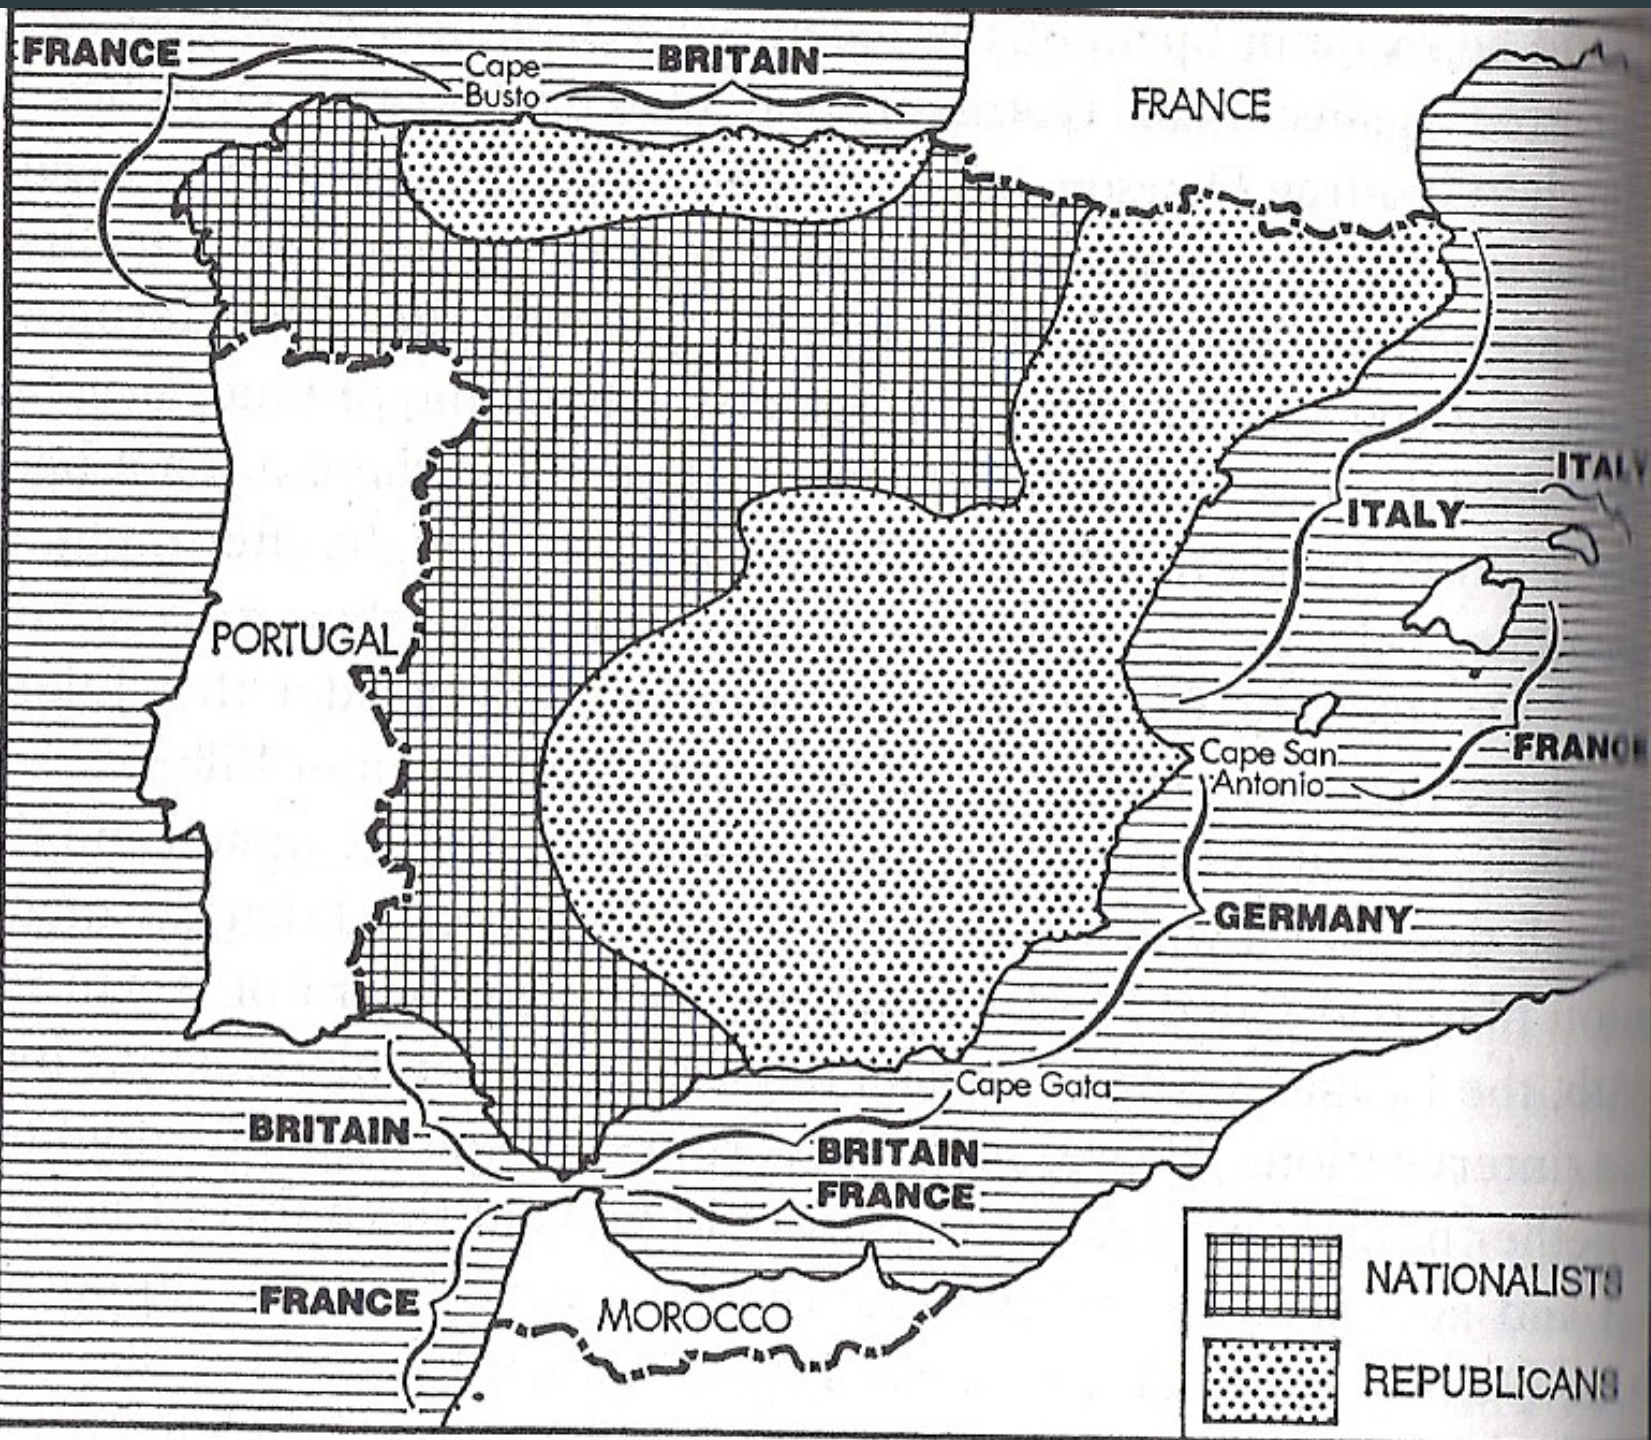 FRANCE
Cape
Busto
BRITAIN
FRANCE
ITALY
ITALY
PORTUGAL
Cape San
Antonio
FRANCE
GERMANY
Cape Gata
BRITAIN
BRITAIN
FRANCE
FRANCE
MOROCCO
NATIONALISTS
REPUBLICANS